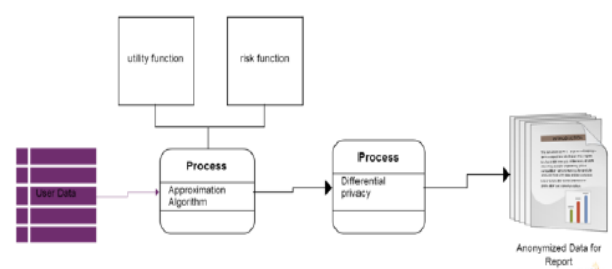 utility function
risk function
User Data
Process
Approximation
Algorithm
Process
Differential
privacy
Anonymized Data for
Report